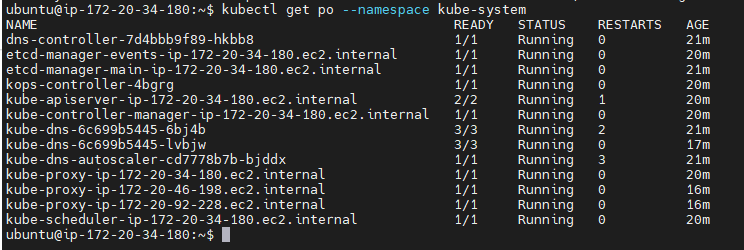 ubuntu@ip-172-20-34-180:~$ kubectl get po --namespace kube-system
NAME READY STATUS RESTARTS AGE
dns-controller-7d4bbb9f89-hkbb8 1/1 Running 0 21m
etcd-manager-events-ip-172-20-34-180.ec2.internal 1/1 Running 0 20m
etcd-manager-main-ip-172-20-34-180.ec2.internal 1/1 Running 0 21m
kops-controller-4bgrg 1/1 Running 0 20m
kube-apiserver-ip-172-20-34-180.ec2.internal 2/2 Running 1 20m
kube-controller-manager-ip-172-20-34-180.ec2.internal 1/1 Running 0 20m
kube-dns-6c699b5445-6bj4b 3/3 Running 2 21m
kube-dns-6c699b5445-lvbjw 3/3 Running 0 17m
kube-dns-autoscaler-cd7778b7b-bjddx 1/1 Running 3 21m
kube-proxy-ip-172-20-34-180.ec2.internal 1/1 Running 0 20m
kube-proxy-ip-172-20-46-198.ec2.internal 1/1 Running 0 16m
kube-proxy-ip-172-20-92-228.ec2.internal 1/1 Running 0 16m
kube-scheduler-ip-172-20-34-180.ec2.internal 1/1 Running 0 20m
ubuntu@ip-172-20-34-180:~$